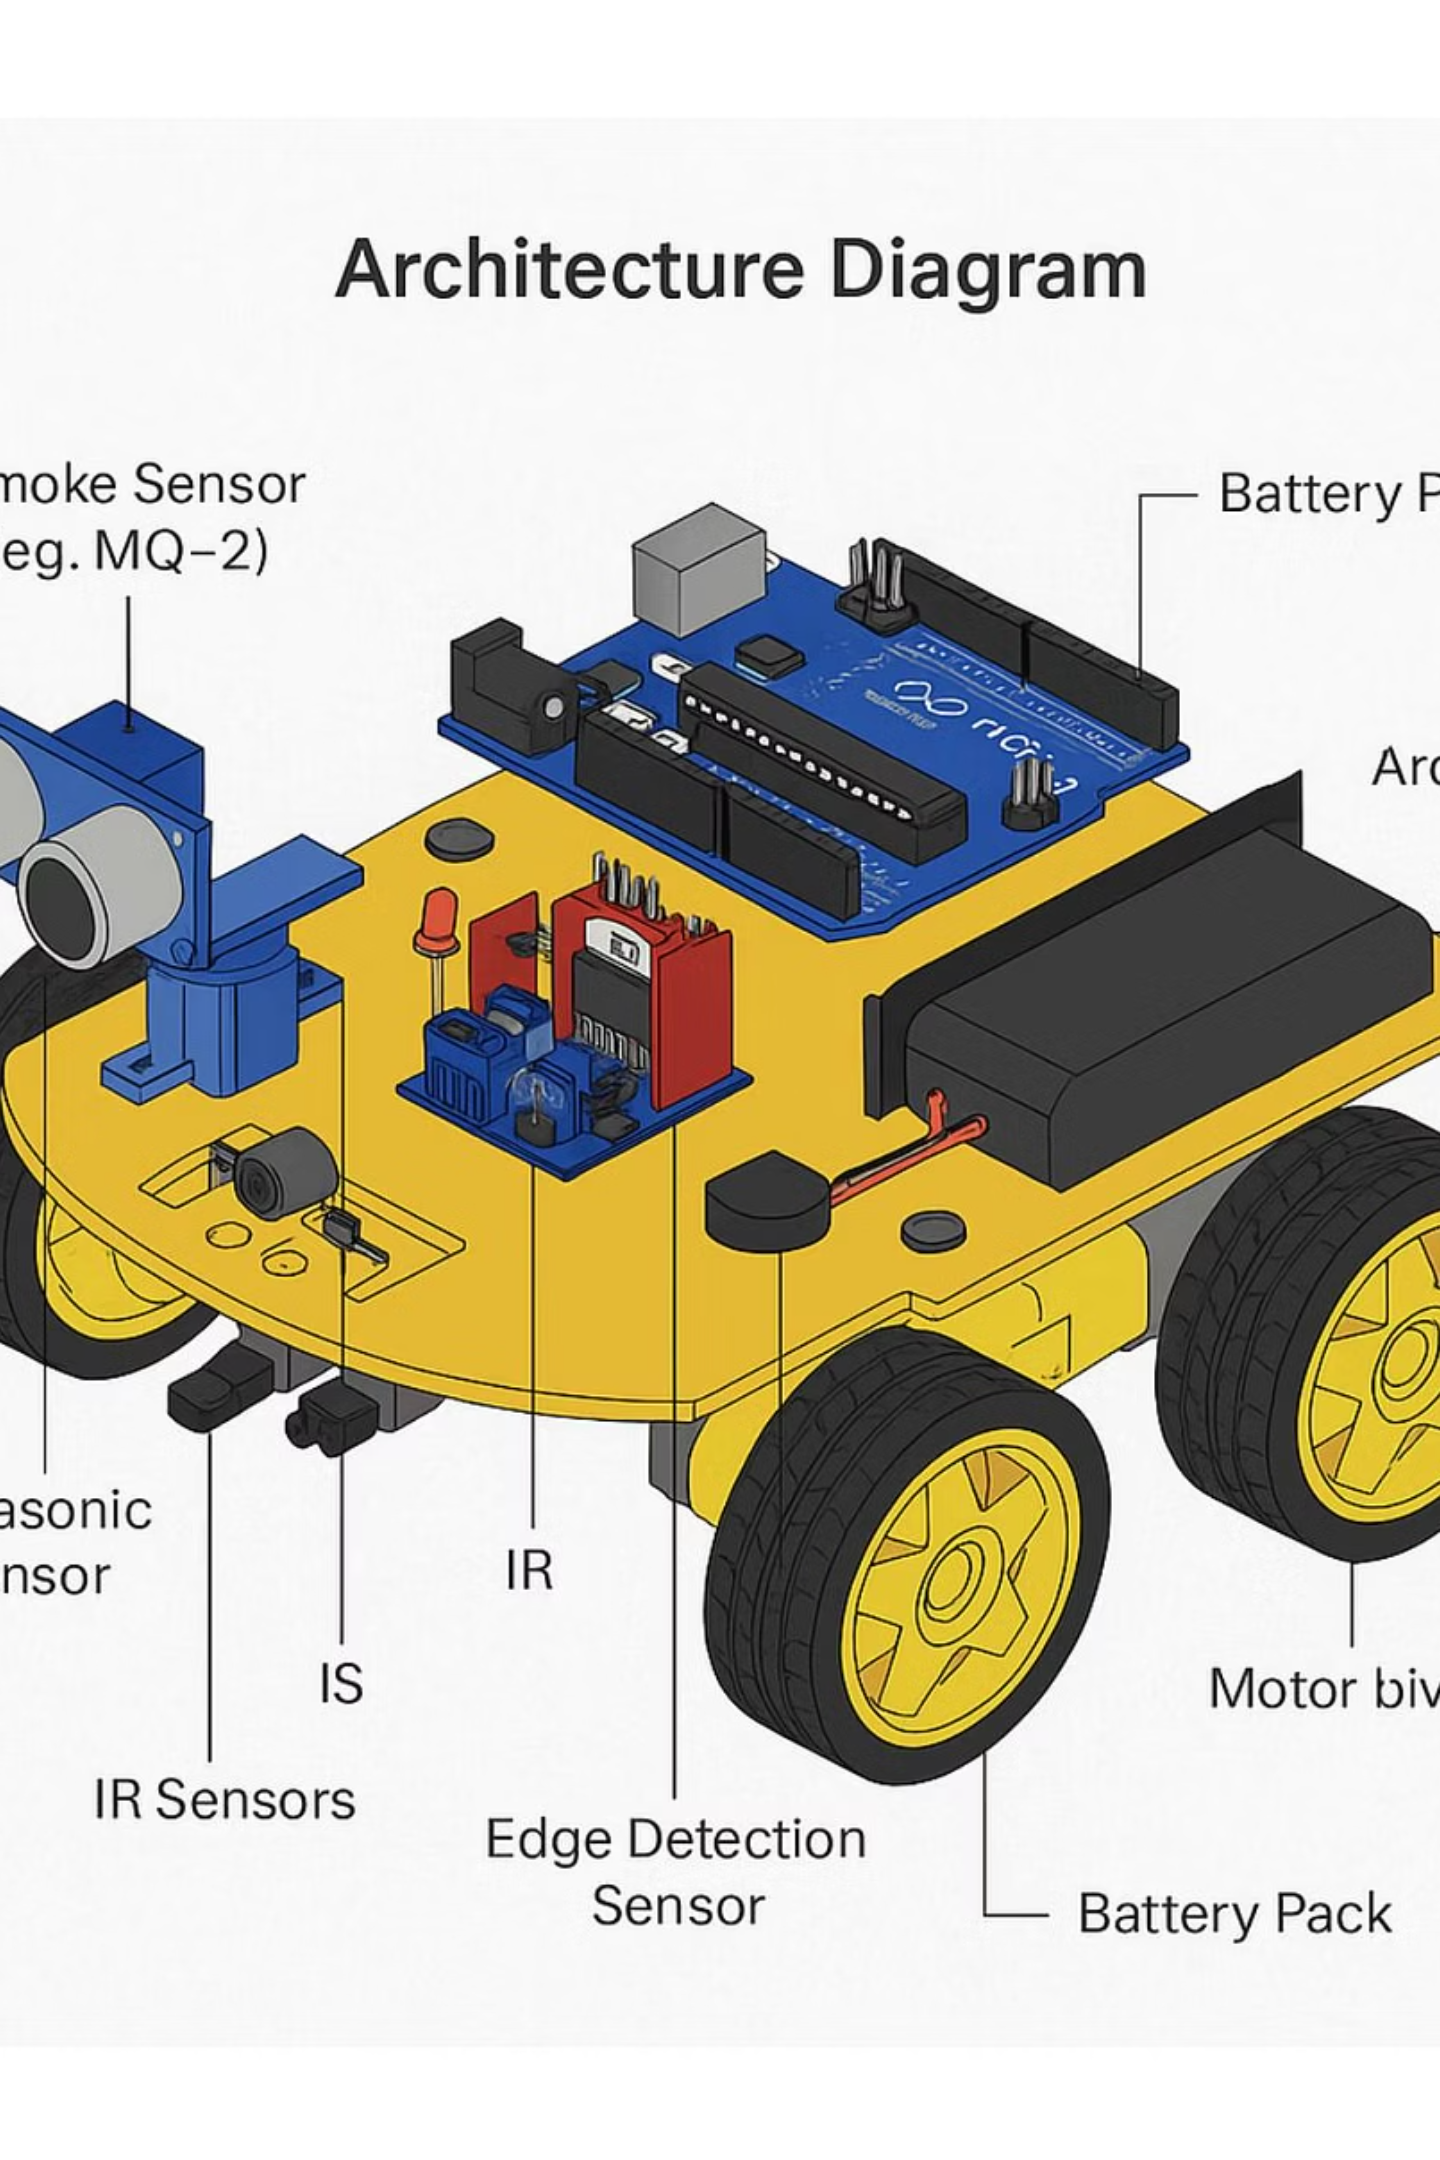 Architecture Diagram
moke Sensor
eg. MQ–2)
Battery P
Ard
asonic
nsor
IR
IS
Motor biv
IR Sensors
Edge Detection
Sensor
Battery Pack